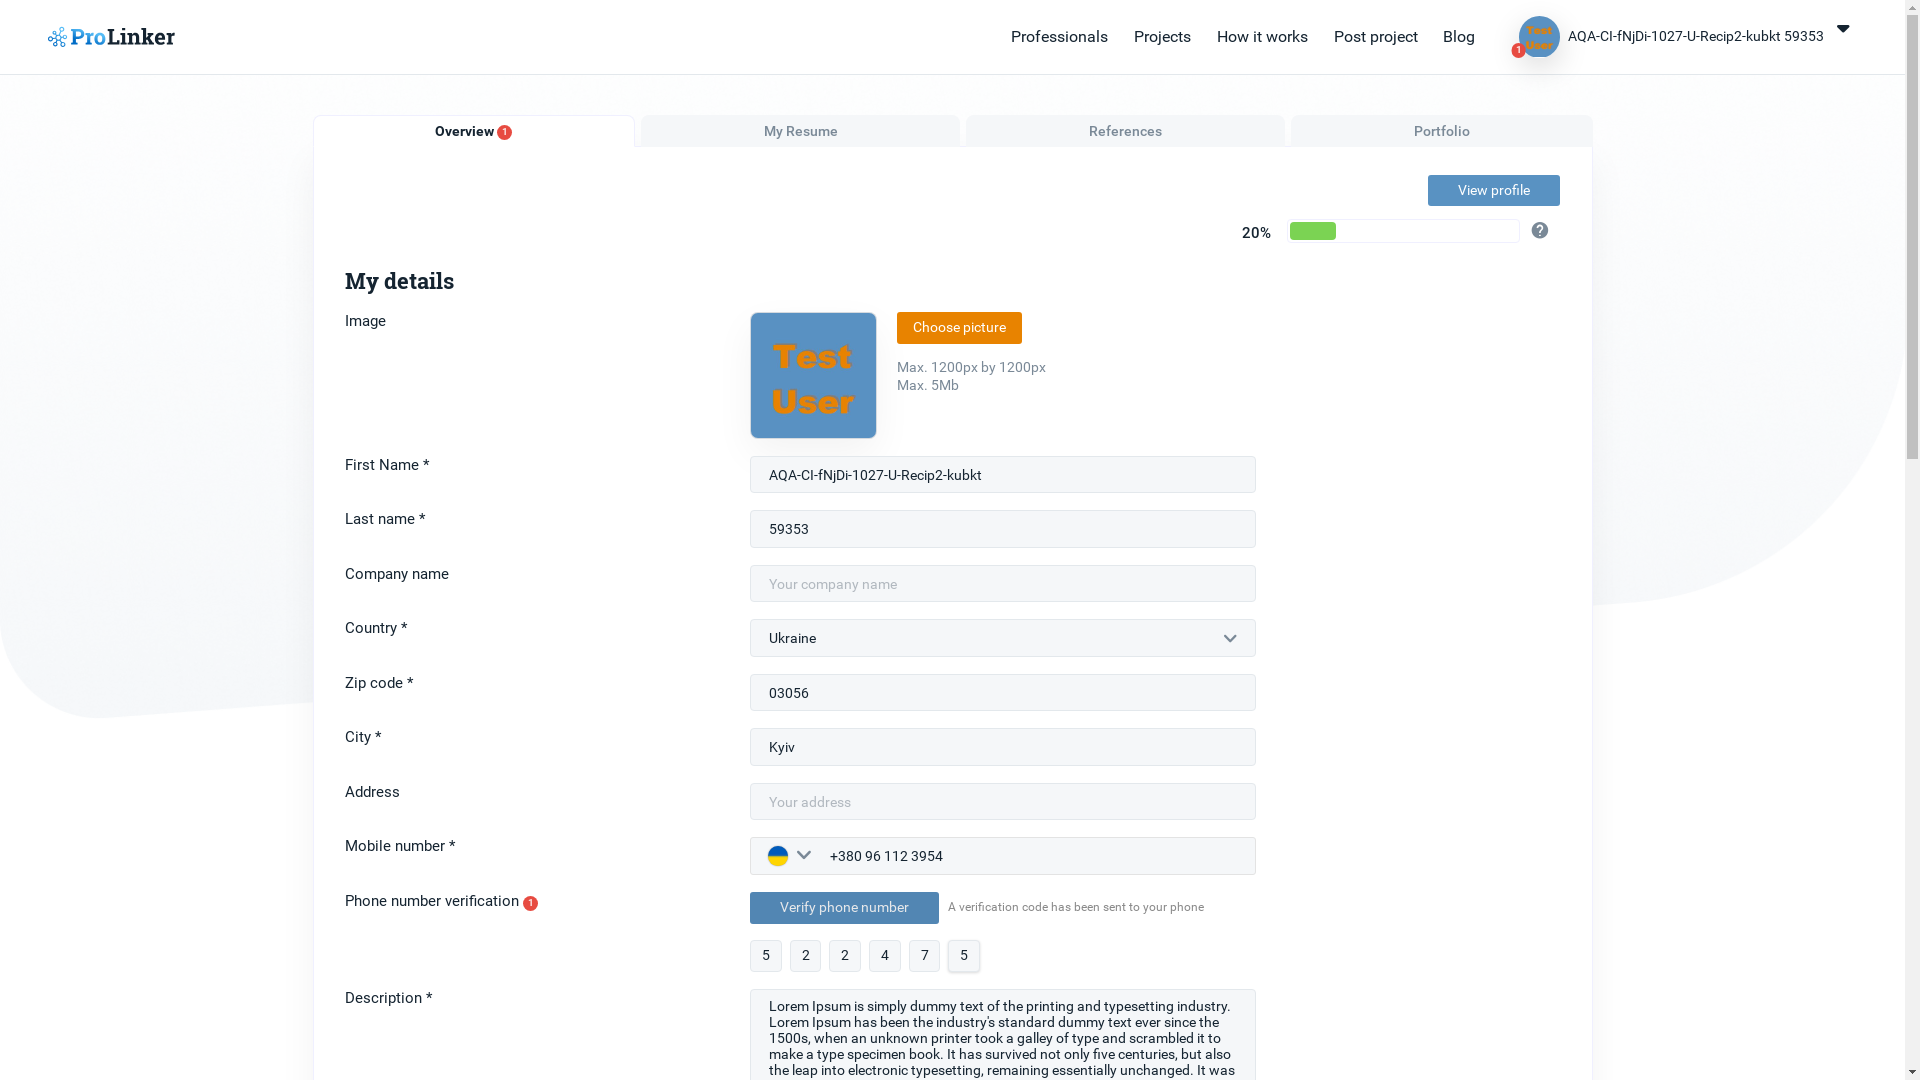 ProLinker
Professionals
Projects
How it works
Post project
Blog
Test
User
1
AQA-CI-fNjDi-1027-U-Recip2-kubkt 59353
Overview 1
My Resume
References
Portfolio
View profile
20%
?
My details
Image
Test
User
Choose picture
Max. 1200px by 1200px
Max. 5Mb
First Name *
AQA-CI-fNjDi-1027-U-Recip2-kubkt
Last name *
59353
Company name
Your company name
Country *
Ukraine
Zip code *
03056
City *
Kyiv
Address
Your address
Mobile number *
+380 96 112 3954
Phone number verification 1
Verify phone number
A verification code has been sent to your phone
5 2 2 4 7 5
Description *
Lorem Ipsum is simply dummy text of the printing and typesetting industry.
Lorem Ipsum has been the industry's standard dummy text ever since the
1500s, when an unknown printer took a galley of type and scrambled it to
make a type specimen book. It has survived not only five centuries, but also
the leap into electronic typesetting, remaining essentially unchanged. It was